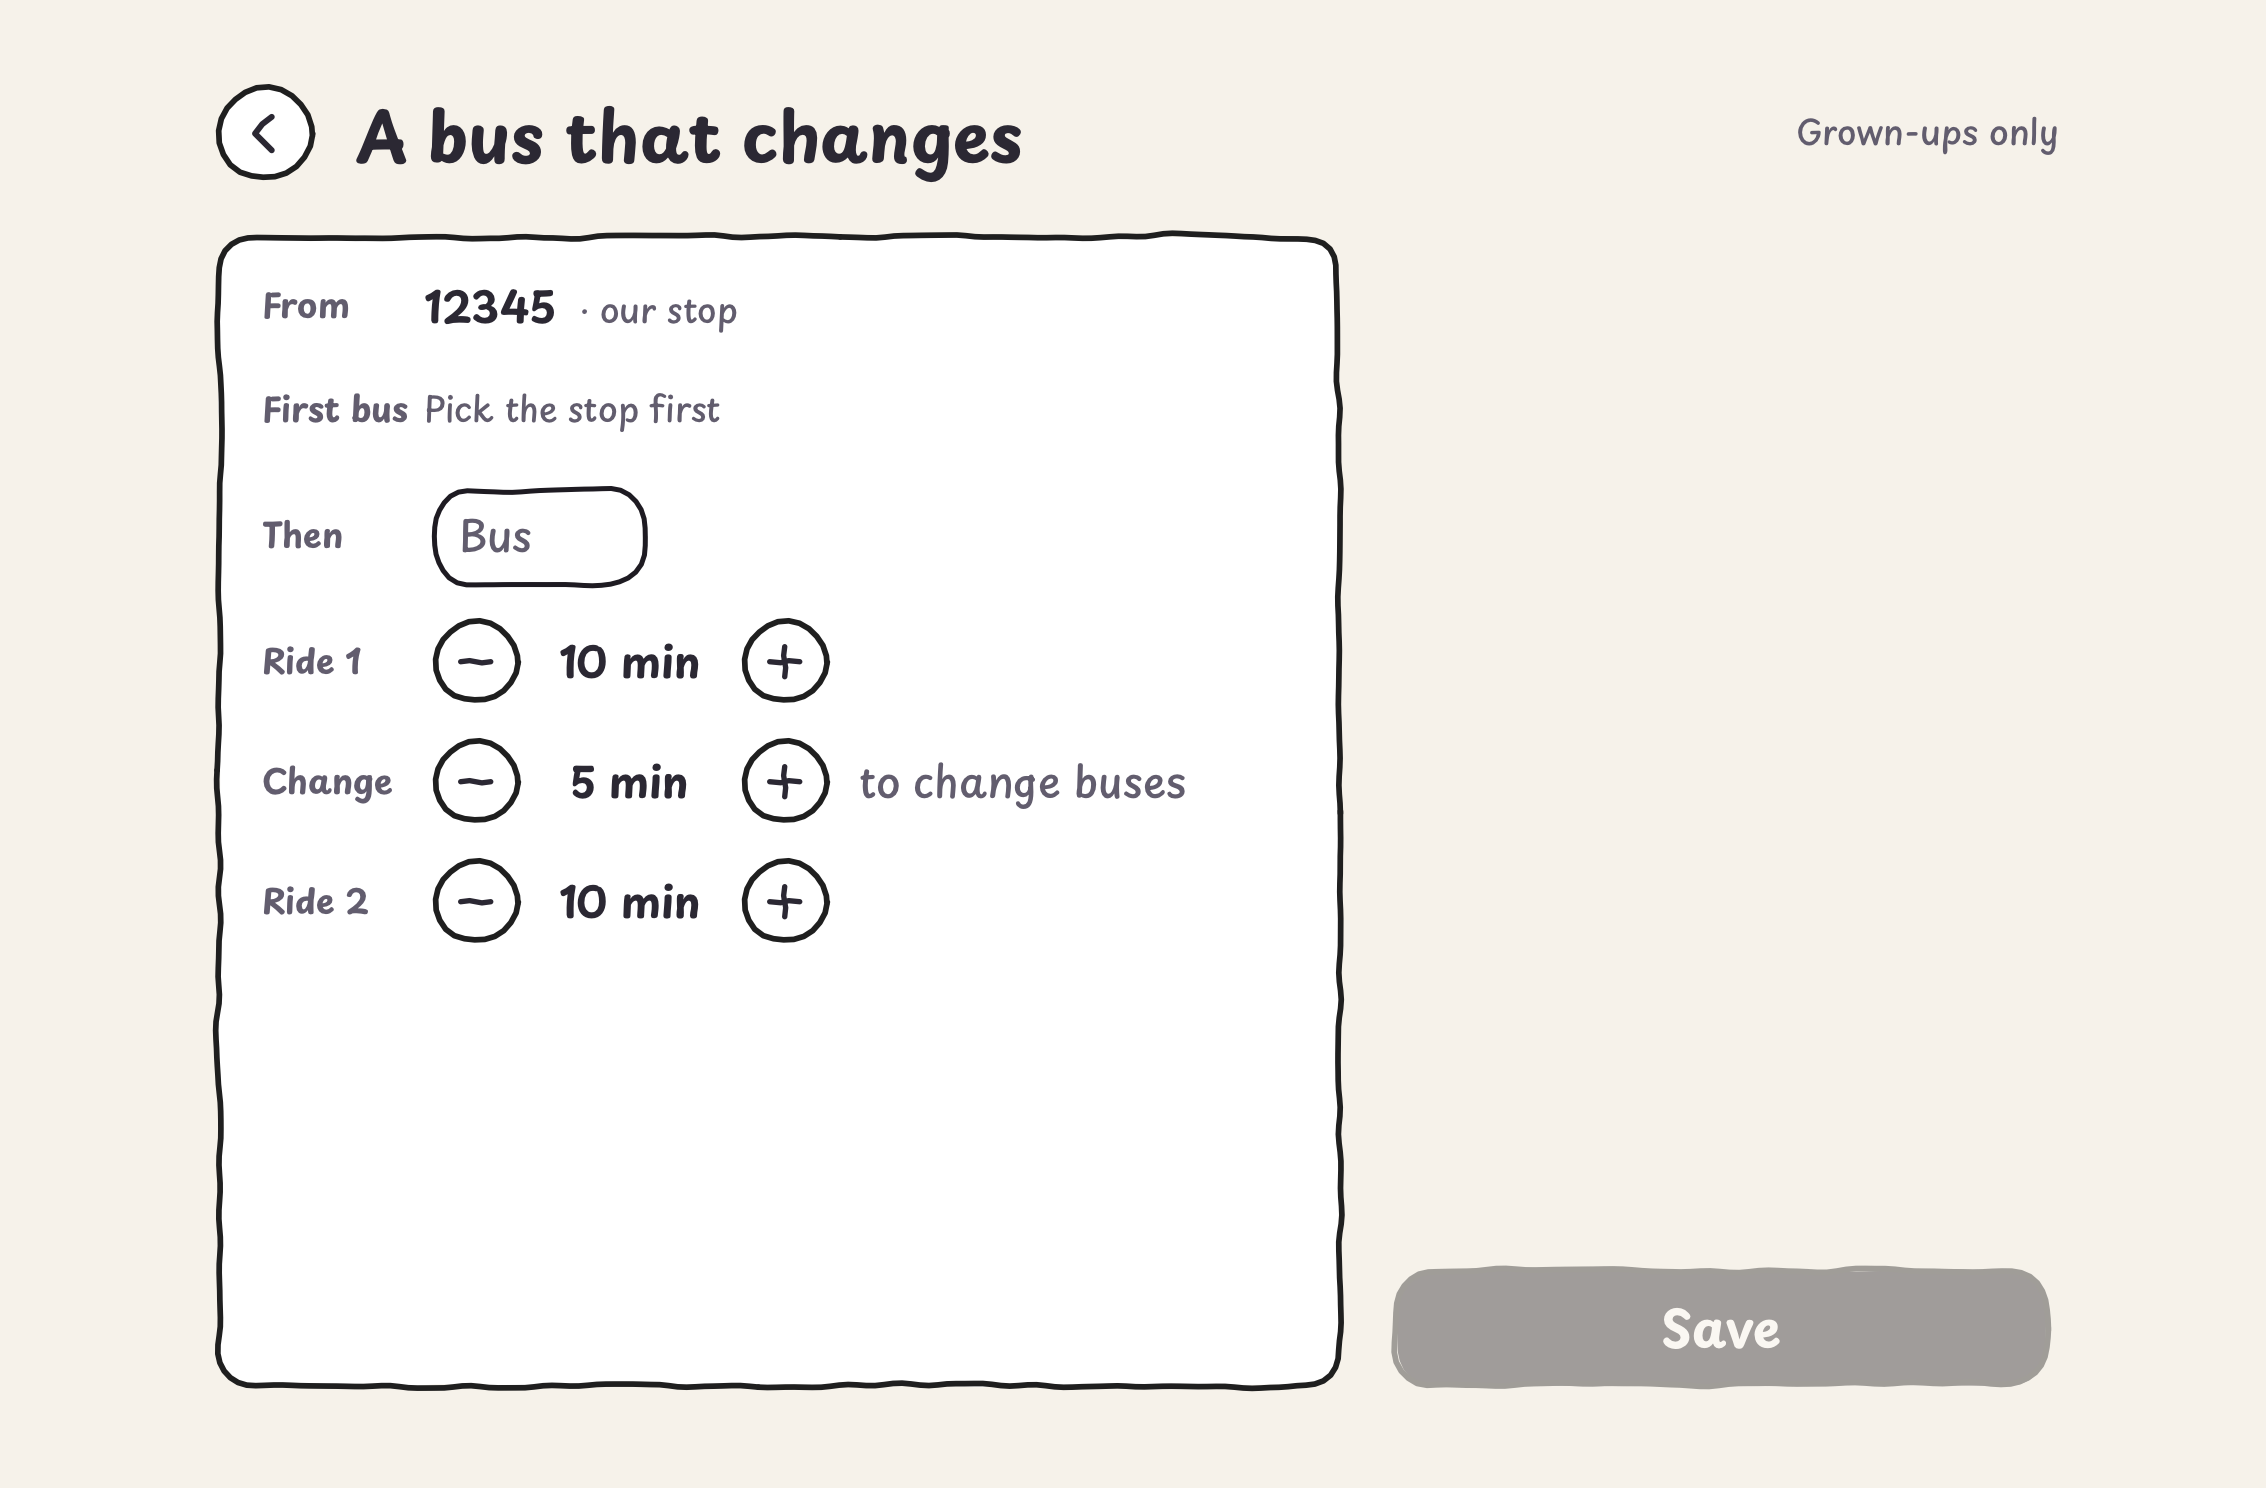 A bus that changes
Grown-ups only
From 12345 · our stop
First bus Pick the stop first
Then Bus
Ride 1 − 10 min +
Change − 5 min + to change buses
Ride 2 − 10 min +
Save